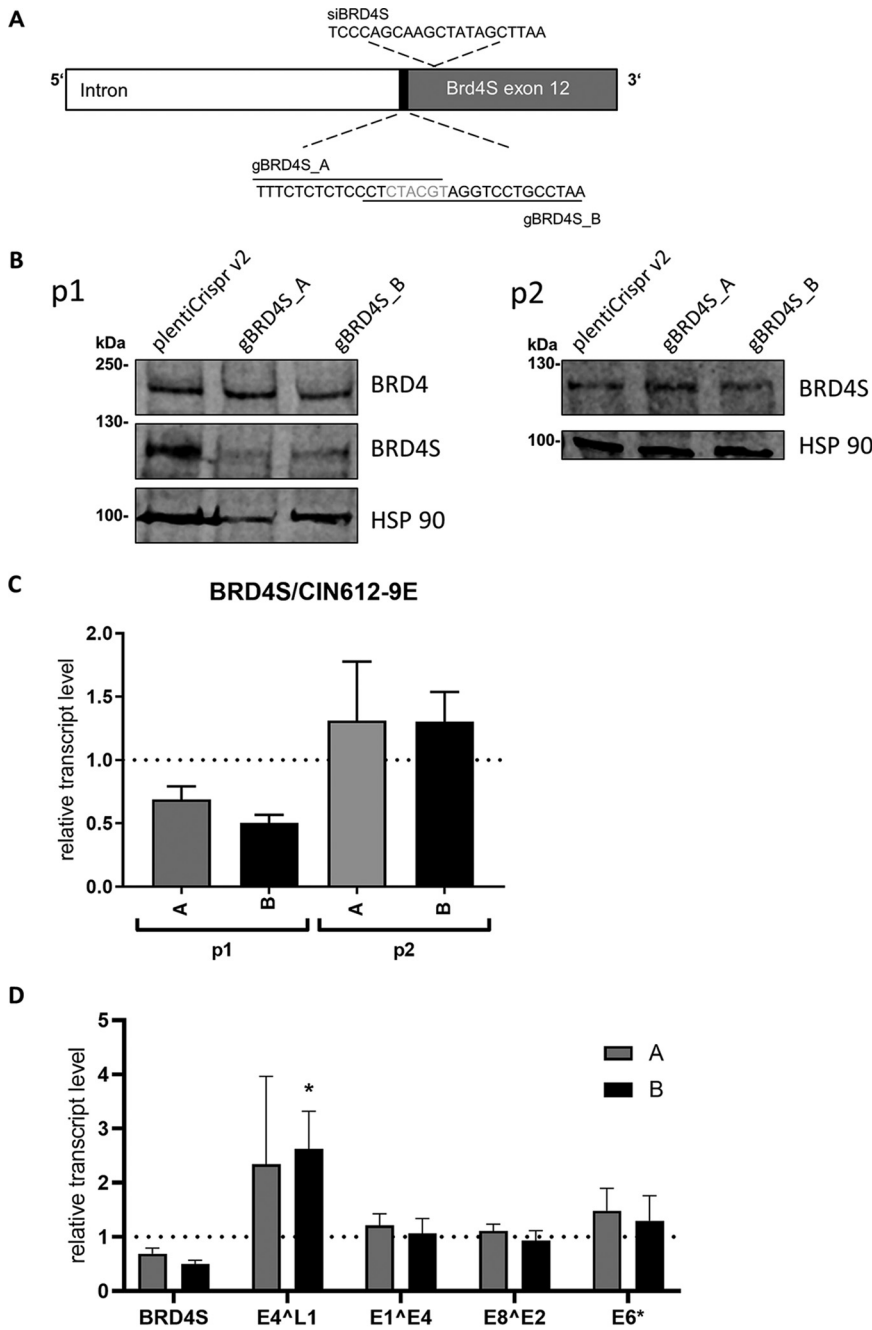 A
siBRD4S
TCCCAGCAAGCTATAGCTTAA
5‘ Intron Brd4S exon 12 3‘
gBRD4S_A
TTTCTCTCTCCCTCTACGTAGGTCCTGCCTAA
gBRD4S_B
B
p1
plentiCrispr v2
gBRD4S_A
gBRD4S_B
kDa
250-
BRD4
130-
BRD4S
100-
HSP 90
p2
plentiCrispr v2
gBRD4S_A
gBRD4S_B
kDa
130-
BRD4S
100-
HSP 90
C
BRD4S/CIN612-9E
relative transcript level
2.0
1.5
1.0
0.5
0.0
A B A B
p1 p2
D
relative transcript level
5
4
3
2
1
0
*
A
B
BRD4S E4^L1 E1^E4 E8^E2 E6*